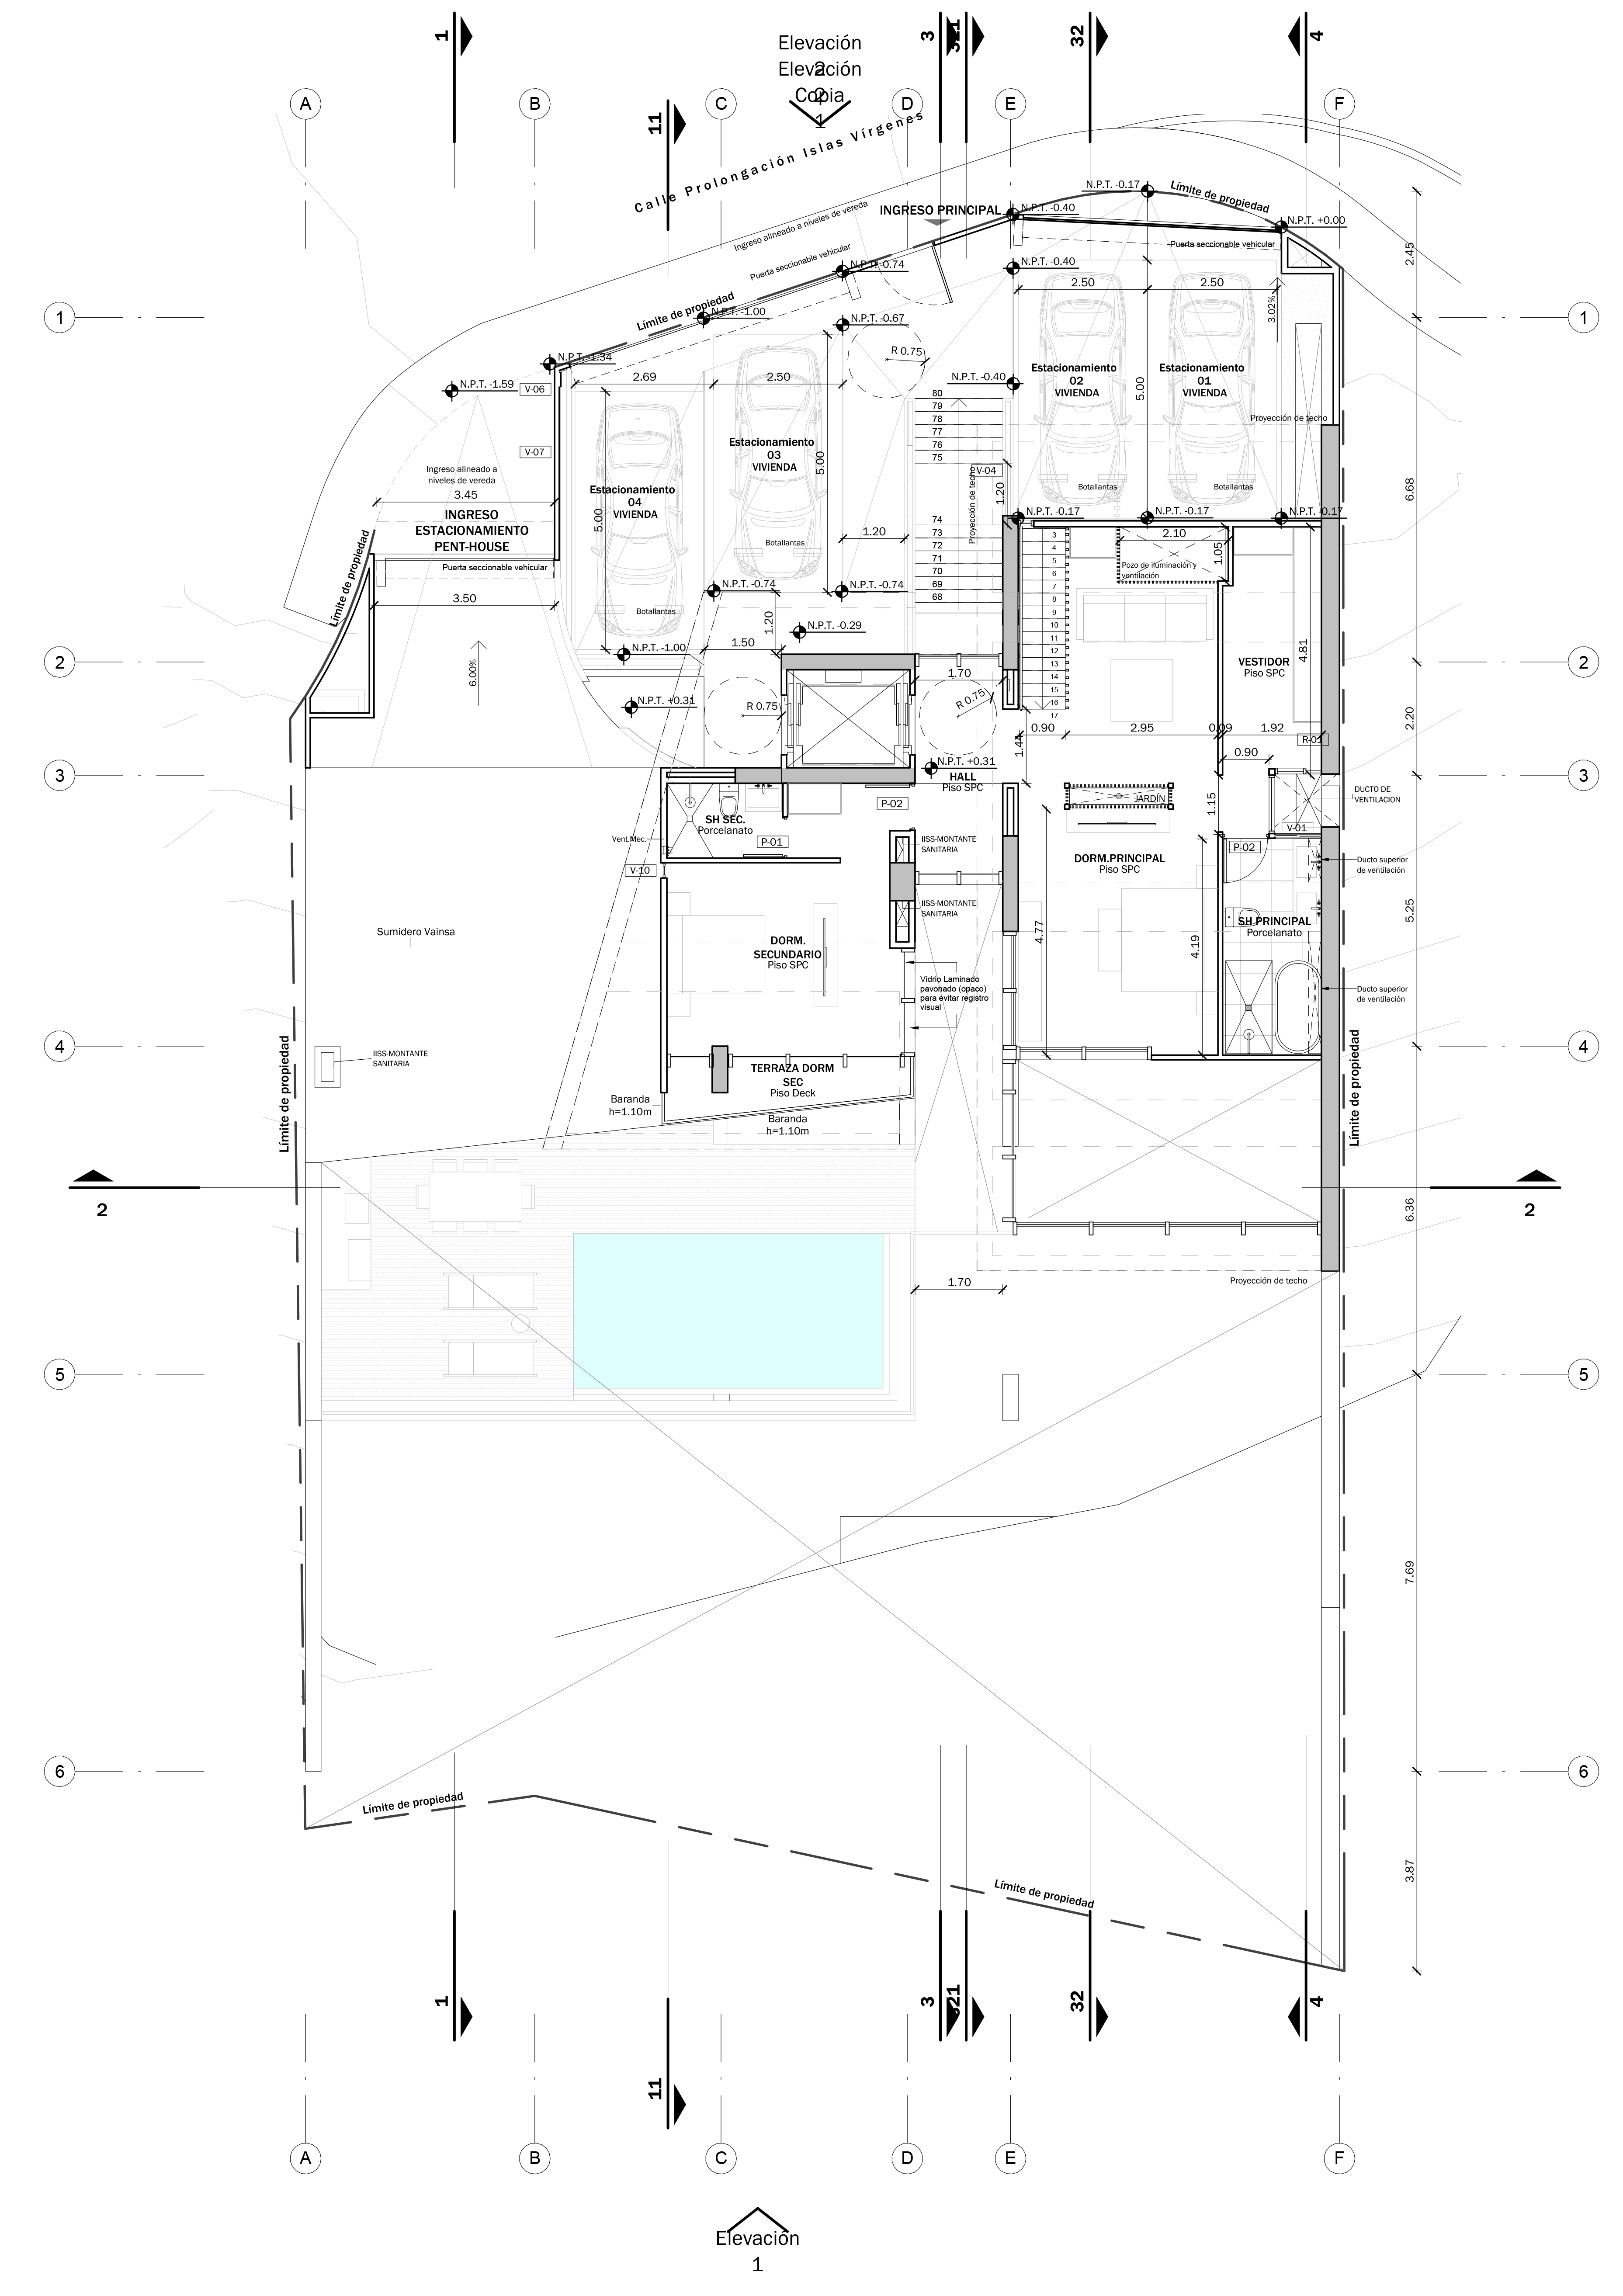 1
3
321
32
4
Elevación
2
Elevación
2
Copia
1
A
B
C
D
E
F
11
Calle Prolongación Islas Vírgenes
N.P.T. -0.17
Límite de propiedad
Ingreso alineado a niveles de vereda
INGRESO PRINCIPAL
N.P.T. -0.40
N.P.T. +0.00
Puerta seccionable vehicular
Puerta seccionable vehicular
2.45
N.P.T. -0.74
N.P.T. -0.40
2.50
2.50
3.02%
Límite de propiedad
N.P.T. -1.00
N.P.T. -0.67
1
1
R 0.75
N.P.T. -1.34
N.P.T. -1.59
V-06
2.69
2.50
N.P.T. -0.40
Estacionamiento
02
VIVIENDA
5.00
Estacionamiento
01
VIVIENDA
80
79
78
77
76
75
Proyección de techo
V-07
Estacionamiento
03
VIVIENDA
5.00
V-04
Proyección de techo
1.20
Ingreso alineado a
niveles de vereda
3.45
INGRESO
ESTACIONAMIENTO
PENT-HOUSE
Puerta seccionable vehicular
3.50
Estacionamiento
04
VIVIENDA
5.00
Botallantas
Botallantas
Botallantas
Botallantas
6.68
N.P.T. -0.17
N.P.T. -0.17
N.P.T. -0.17
1.20
74
73
72
71
70
69
68
3
4
5
6
7
8
9
10
11
12
13
14
15
16
17
2.10
1.05
Pozo de iluminación y
ventilación
Límite de propiedad
N.P.T. -0.74
N.P.T. -0.74
1.20
N.P.T. -0.29
1.50
N.P.T. -1.00
6.00%
2
2
1.70
VESTIDOR
Piso SPC
4.81
N.P.T. +0.31
R 0.75
R 0.75
0.90
2.95
0.09
1.92
1.44
R-01
0.90
2.20
3
3
N.P.T. +0.31
HALL
Piso SPC
P-02
JARDÍN
1.15
DUCTO DE
VENTILACION
SH SEC.
Porcelanato
P-01
Vent.Mec.
V-10
V-01
P-02
IISS-MONTANTE
SANITARIA
DORM.PRINCIPAL
Piso SPC
Ducto superior
de ventilación
IISS-MONTANTE
SANITARIA
Sumidero Vainsa
DORM.
SECUNDARIO
Piso SPC
4.77
4.19
SH PRINCIPAL
Porcelanato
5.25
Vidrio Laminado
pavonado (opaco)
para evitar registro
visual
Ducto superior
de ventilación
4
4
IISS-MONTANTE
SANITARIA
Límite de propiedad
TERRAZA DORM
SEC
Piso Deck
Baranda
h=1.10m
Baranda
h=1.10m
Límite de propiedad
2
2
6.36
1.70
Proyección de techo
5
5
7.69
6
6
Límite de propiedad
Límite de propiedad
3.87
1
3
321
32
4
11
A
B
C
D
E
F
Elevación
1